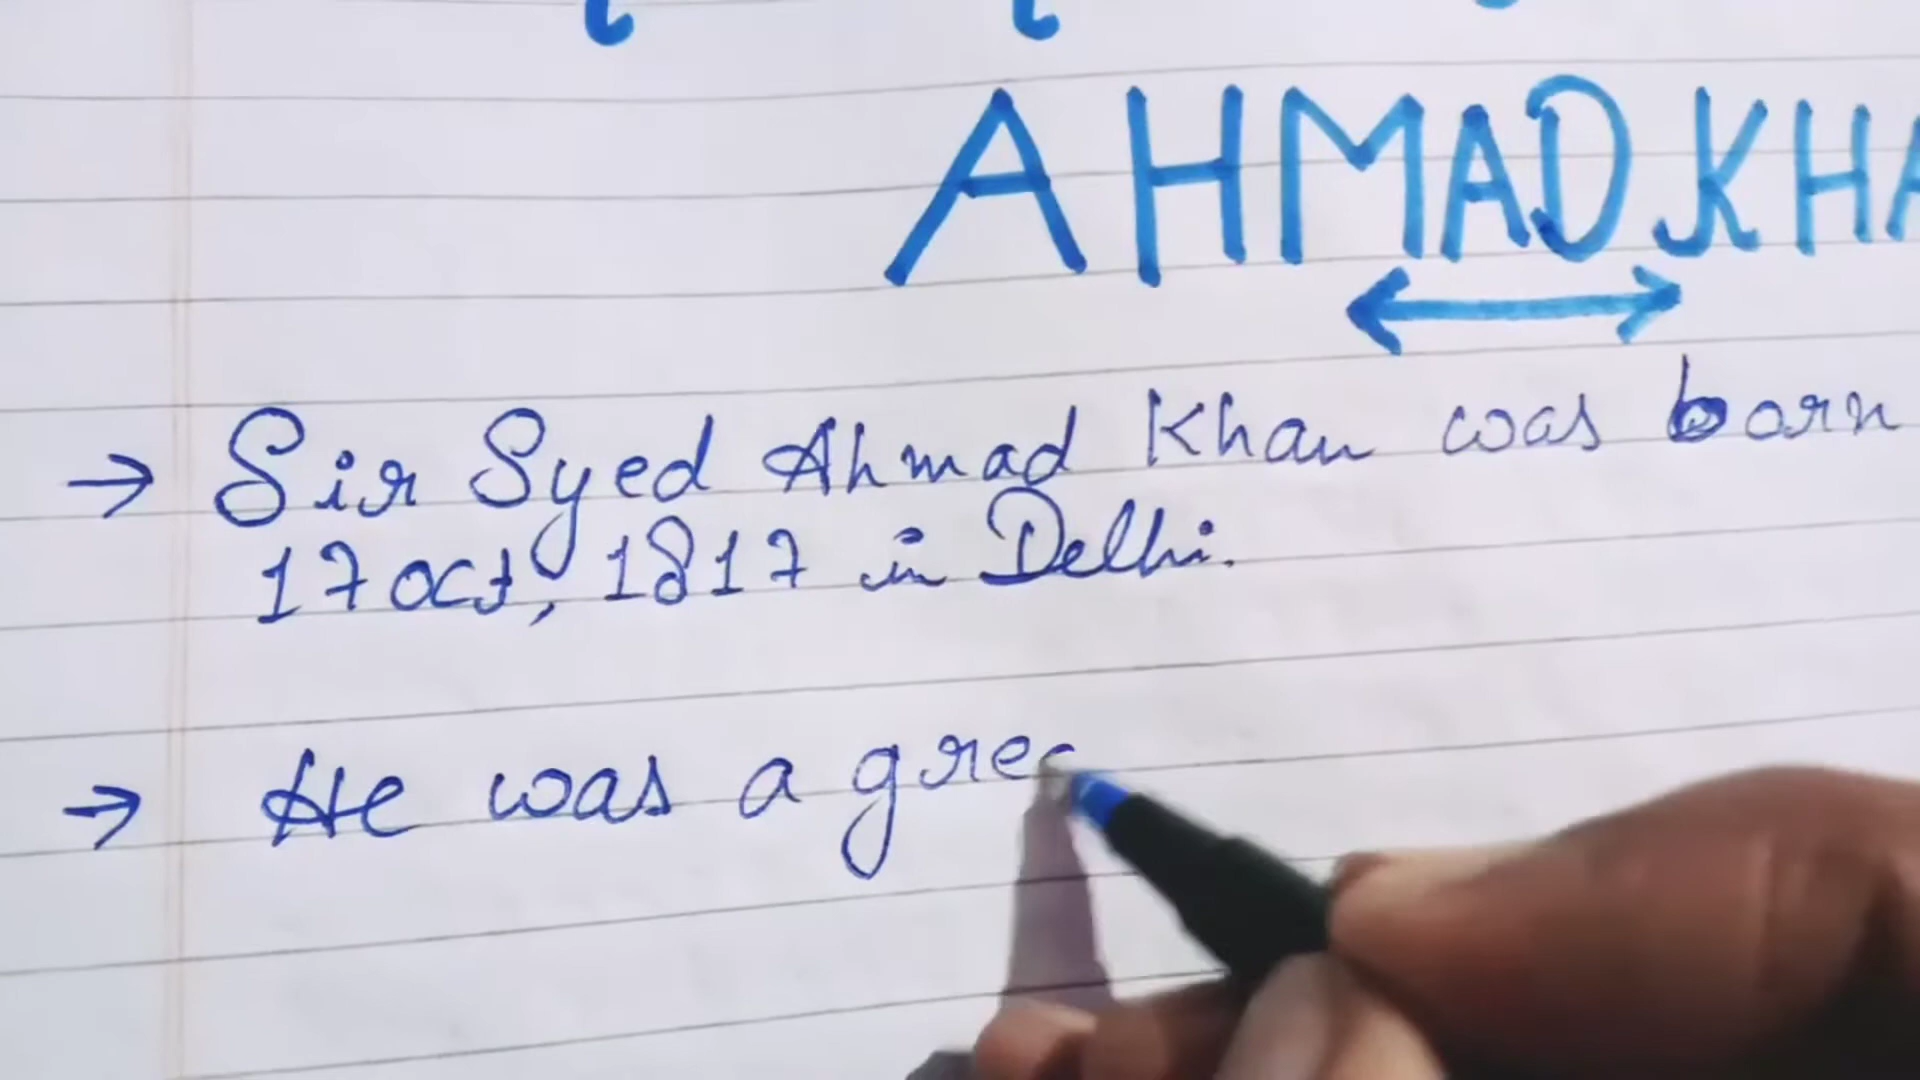 AHMAD KHA
→ Sir Syed Ahmad Khan was born
17 oct, 1817 in Delhi.
→ He was a grea